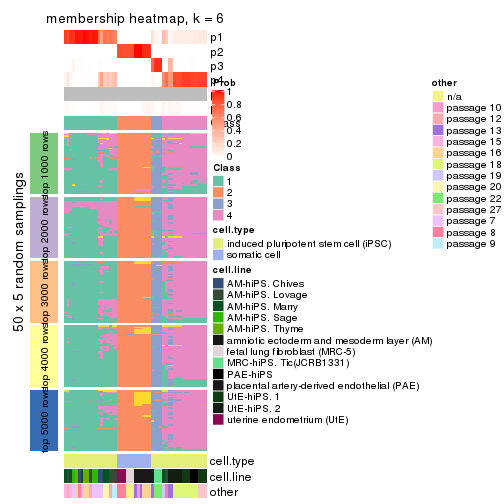 membership heatmap, k = 6
p1
p2
p3
p4
Prob
1
0.8
0.6
0.4
0.2
0
Class
1
2
3
4
cell.type
induced pluripotent stem cell (iPSC)
somatic cell
cell.line
AM-hiPS. Chives
AM-hiPS. Lovage
AM-hiPS. Marry
AM-hiPS. Sage
AM-hiPS. Thyme
amniotic ectoderm and mesoderm layer (AM)
fetal lung fibroblast (MRC-5)
MRC-hiPS. Tic(JCRB1331)
PAE-hiPS
placental artery-derived endothelial (PAE)
UtE-hiPS. 1
UtE-hiPS. 2
uterine endometrium (UtE)
other
n/a
passage 10
passage 12
passage 13
passage 15
passage 16
passage 18
passage 19
passage 20
passage 22
passage 27
passage 7
passage 8
passage 9
50 x 5 random samplings
top 1000 rows
top 2000 rows
top 3000 rows
top 4000 rows
top 5000 rows
cell.type
cell.line
other